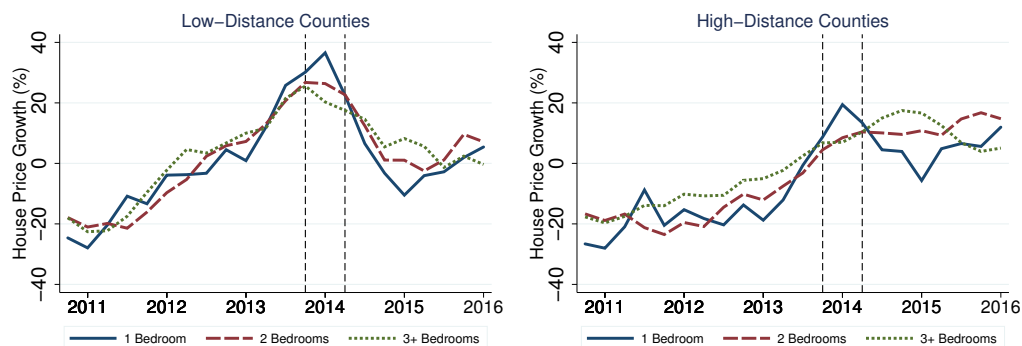 Low−Distance Counties
House Price Growth (%)
40
20
0
−20
−40
2011 2012 2013 2014 2015 2016
1 Bedroom 2 Bedrooms 3+ Bedrooms
High−Distance Counties
House Price Growth (%)
40
20
0
−20
−40
2011 2012 2013 2014 2015 2016
1 Bedroom 2 Bedrooms 3+ Bedrooms